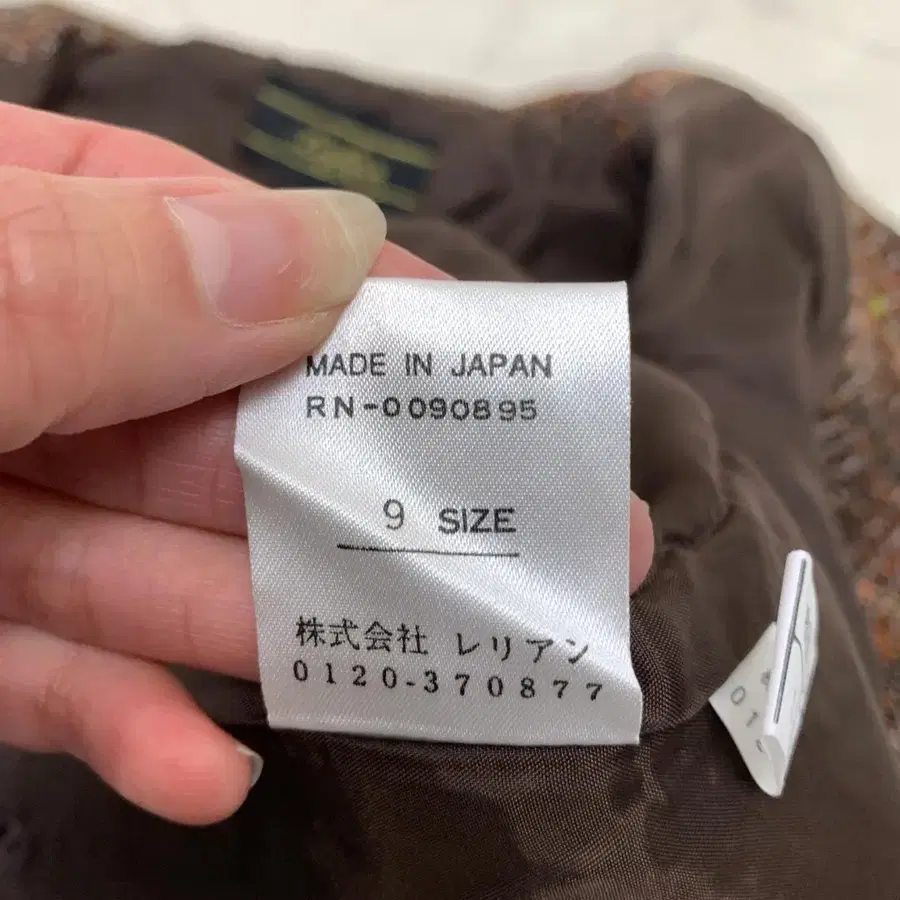 MADE IN JAPAN
RN-0090895
9 SIZE
株式会社 レリアン
0120-370877